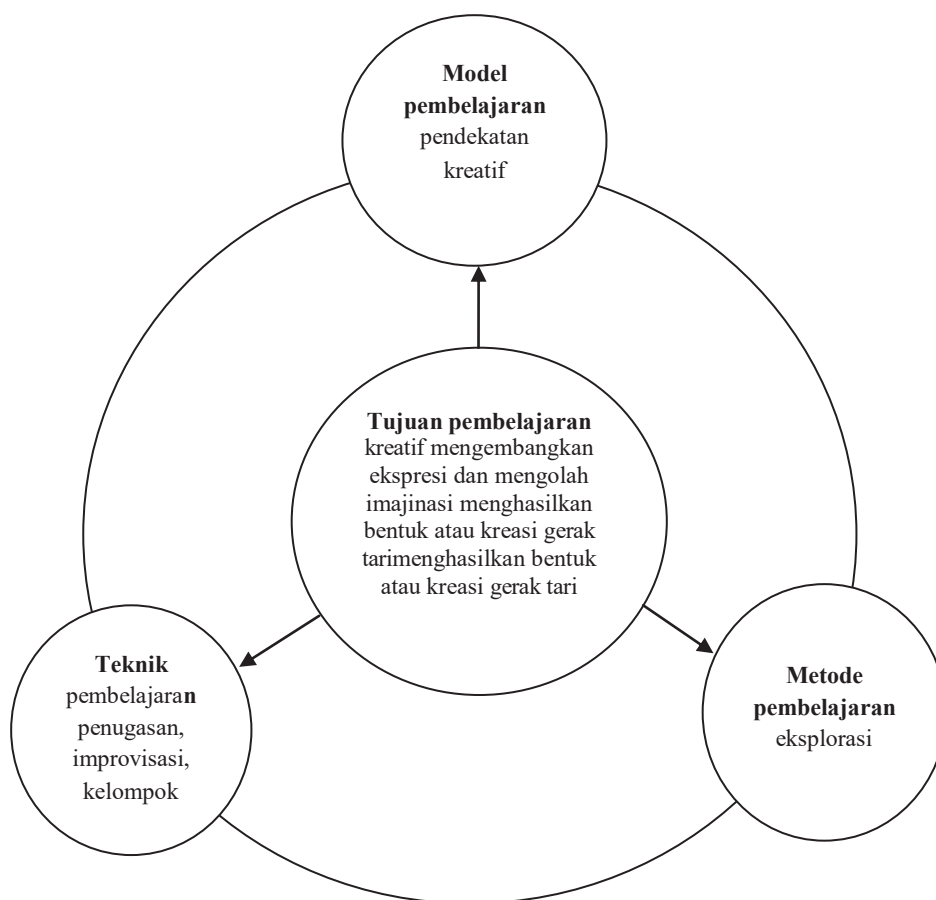 Model
pembelajaran
pendekatan
kreatif
Tujuan pembelajaran
kreatif mengembangkan
ekspresi dan mengolah
imajinasi menghasilkan
bentuk atau kreasi gerak
tarimenghasilkan bentuk
atau kreasi gerak tari
Teknik
pembelajaran
penugasan,
improvisasi,
kelompok
Metode
pembelajaran
eksplorasi